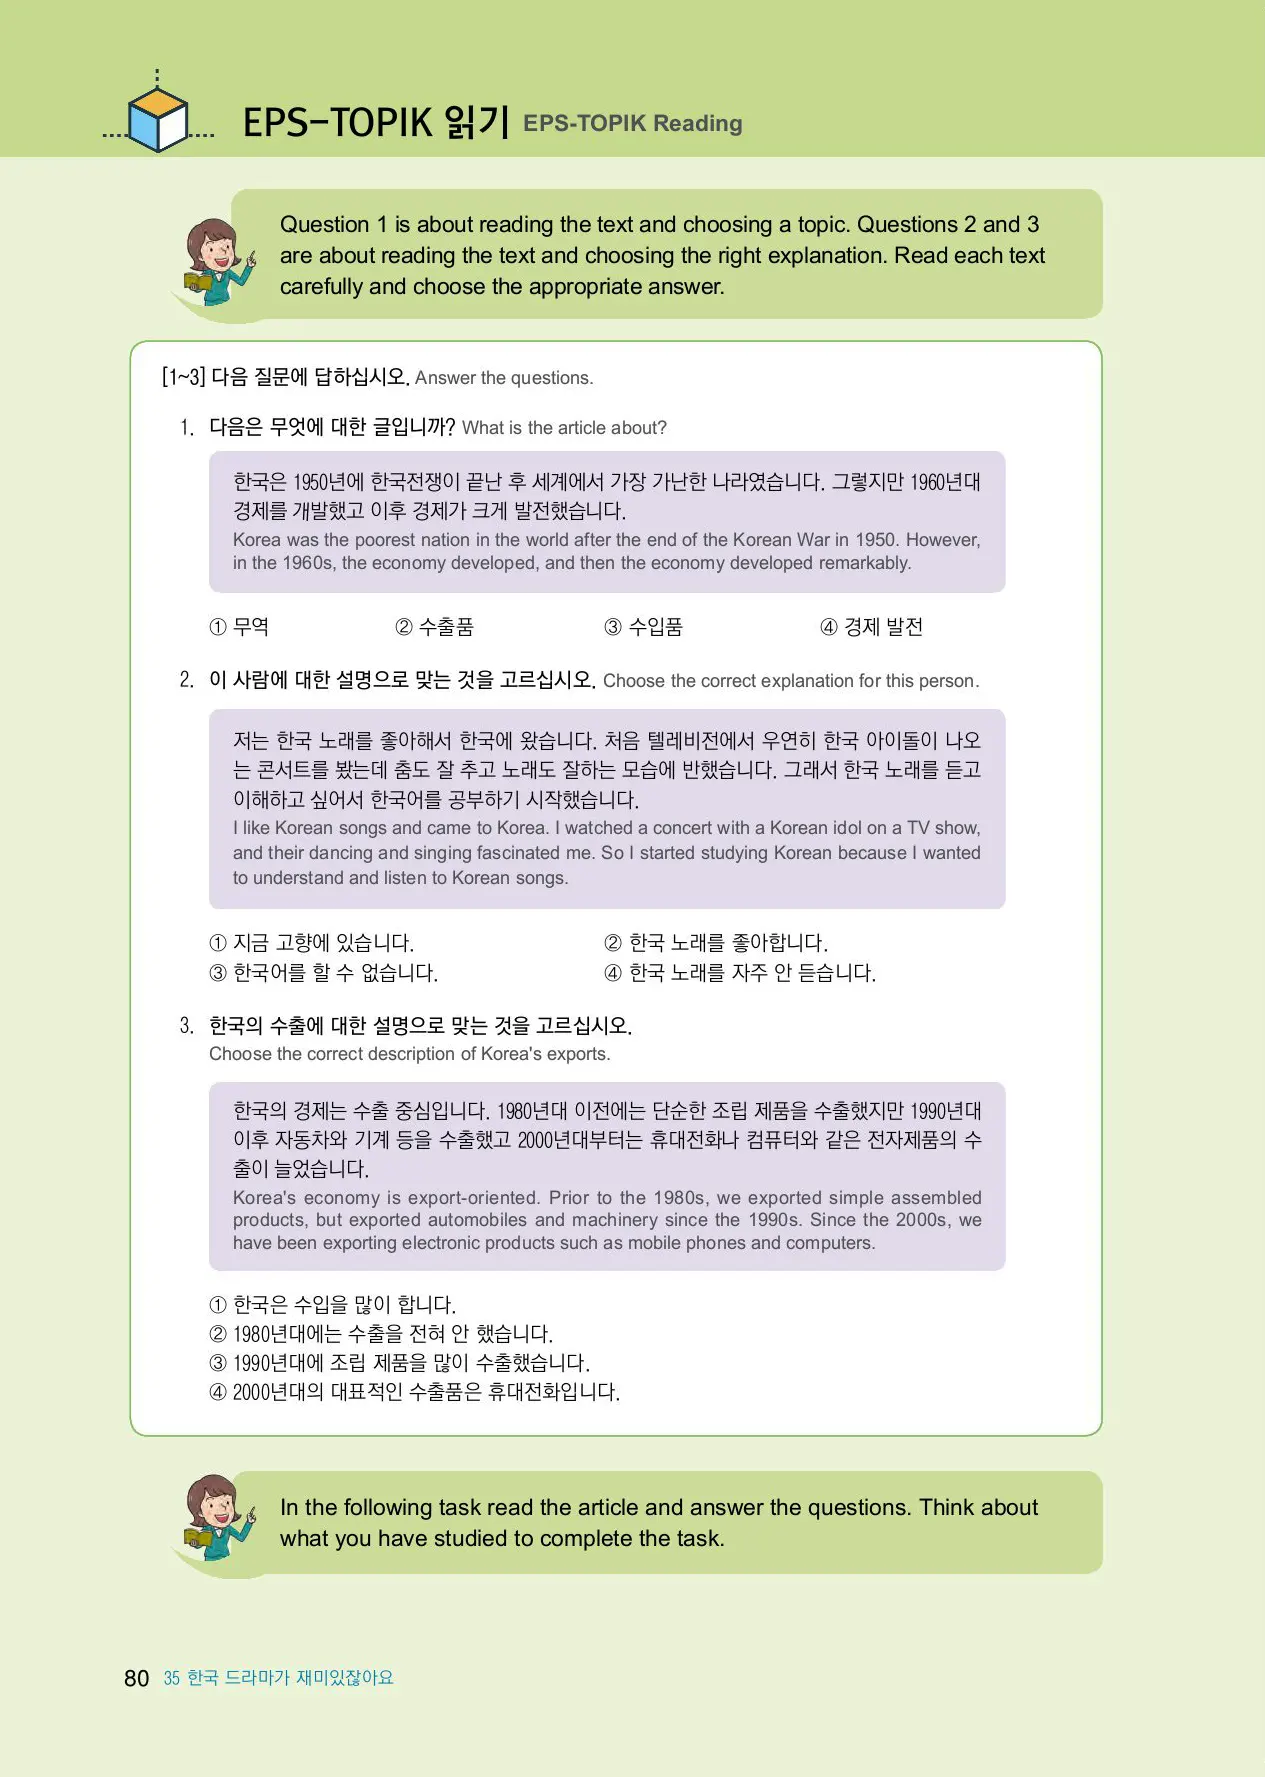 EPS-TOPIK 읽기 EPS-TOPIK Reading
Question 1 is about reading the text and choosing a topic. Questions 2 and 3
are about reading the text and choosing the right explanation. Read each text
carefully and choose the appropriate answer.
[1~3] 다음 질문에 답하십시오. Answer the questions.
1. 다음은 무엇에 대한 글입니까? What is the article about?
한국은 1950년에 한국전쟁이 끝난 후 세계에서 가장 가난한 나라였습니다. 그렇지만 1960년대
경제를 개발했고 이후 경제가 크게 발전했습니다.
Korea was the poorest nation in the world after the end of the Korean War in 1950. However,
in the 1960s, the economy developed, and then the economy developed remarkably.
① 무역 ② 수출품 ③ 수입품 ④ 경제 발전
2. 이 사람에 대한 설명으로 맞는 것을 고르십시오. Choose the correct explanation for this person.
저는 한국 노래를 좋아해서 한국에 왔습니다. 처음 텔레비전에서 우연히 한국 아이돌이 나오
는 콘서트를 봤는데 춤도 잘 추고 노래도 잘하는 모습에 반했습니다. 그래서 한국 노래를 듣고
이해하고 싶어서 한국어를 공부하기 시작했습니다.
I like Korean songs and came to Korea. I watched a concert with a Korean idol on a TV show,
and their dancing and singing fascinated me. So I started studying Korean because I wanted
to understand and listen to Korean songs.
① 지금 고향에 있습니다. ② 한국 노래를 좋아합니다.
③ 한국어를 할 수 없습니다. ④ 한국 노래를 자주 안 듣습니다.
3. 한국의 수출에 대한 설명으로 맞는 것을 고르십시오.
Choose the correct description of Korea's exports.
한국의 경제는 수출 중심입니다. 1980년대 이전에는 단순한 조립 제품을 수출했지만 1990년대
이후 자동차와 기계 등을 수출했고 2000년대부터는 휴대전화나 컴퓨터와 같은 전자제품의 수
출이 늘었습니다.
Korea's economy is export-oriented. Prior to the 1980s, we exported simple assembled
products, but exported automobiles and machinery since the 1990s. Since the 2000s, we
have been exporting electronic products such as mobile phones and computers.
① 한국은 수입을 많이 합니다.
② 1980년대에는 수출을 전혀 안 했습니다.
③ 1990년대에 조립 제품을 많이 수출했습니다.
④ 2000년대의 대표적인 수출품은 휴대전화입니다.
In the following task read the article and answer the questions. Think about
what you have studied to complete the task.
80 35 한국 드라마가 재미있잖아요